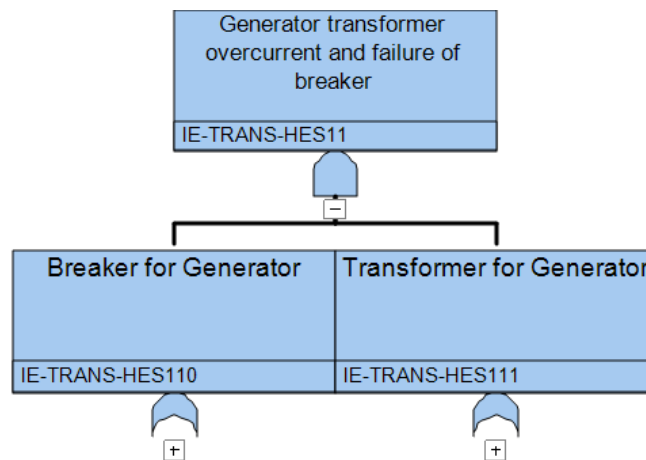 Generator transformer
overcurrent and failure of
breaker
IE-TRANS-HES11
Breaker for Generator
Transformer for Generator
IE-TRANS-HES110
IE-TRANS-HES111